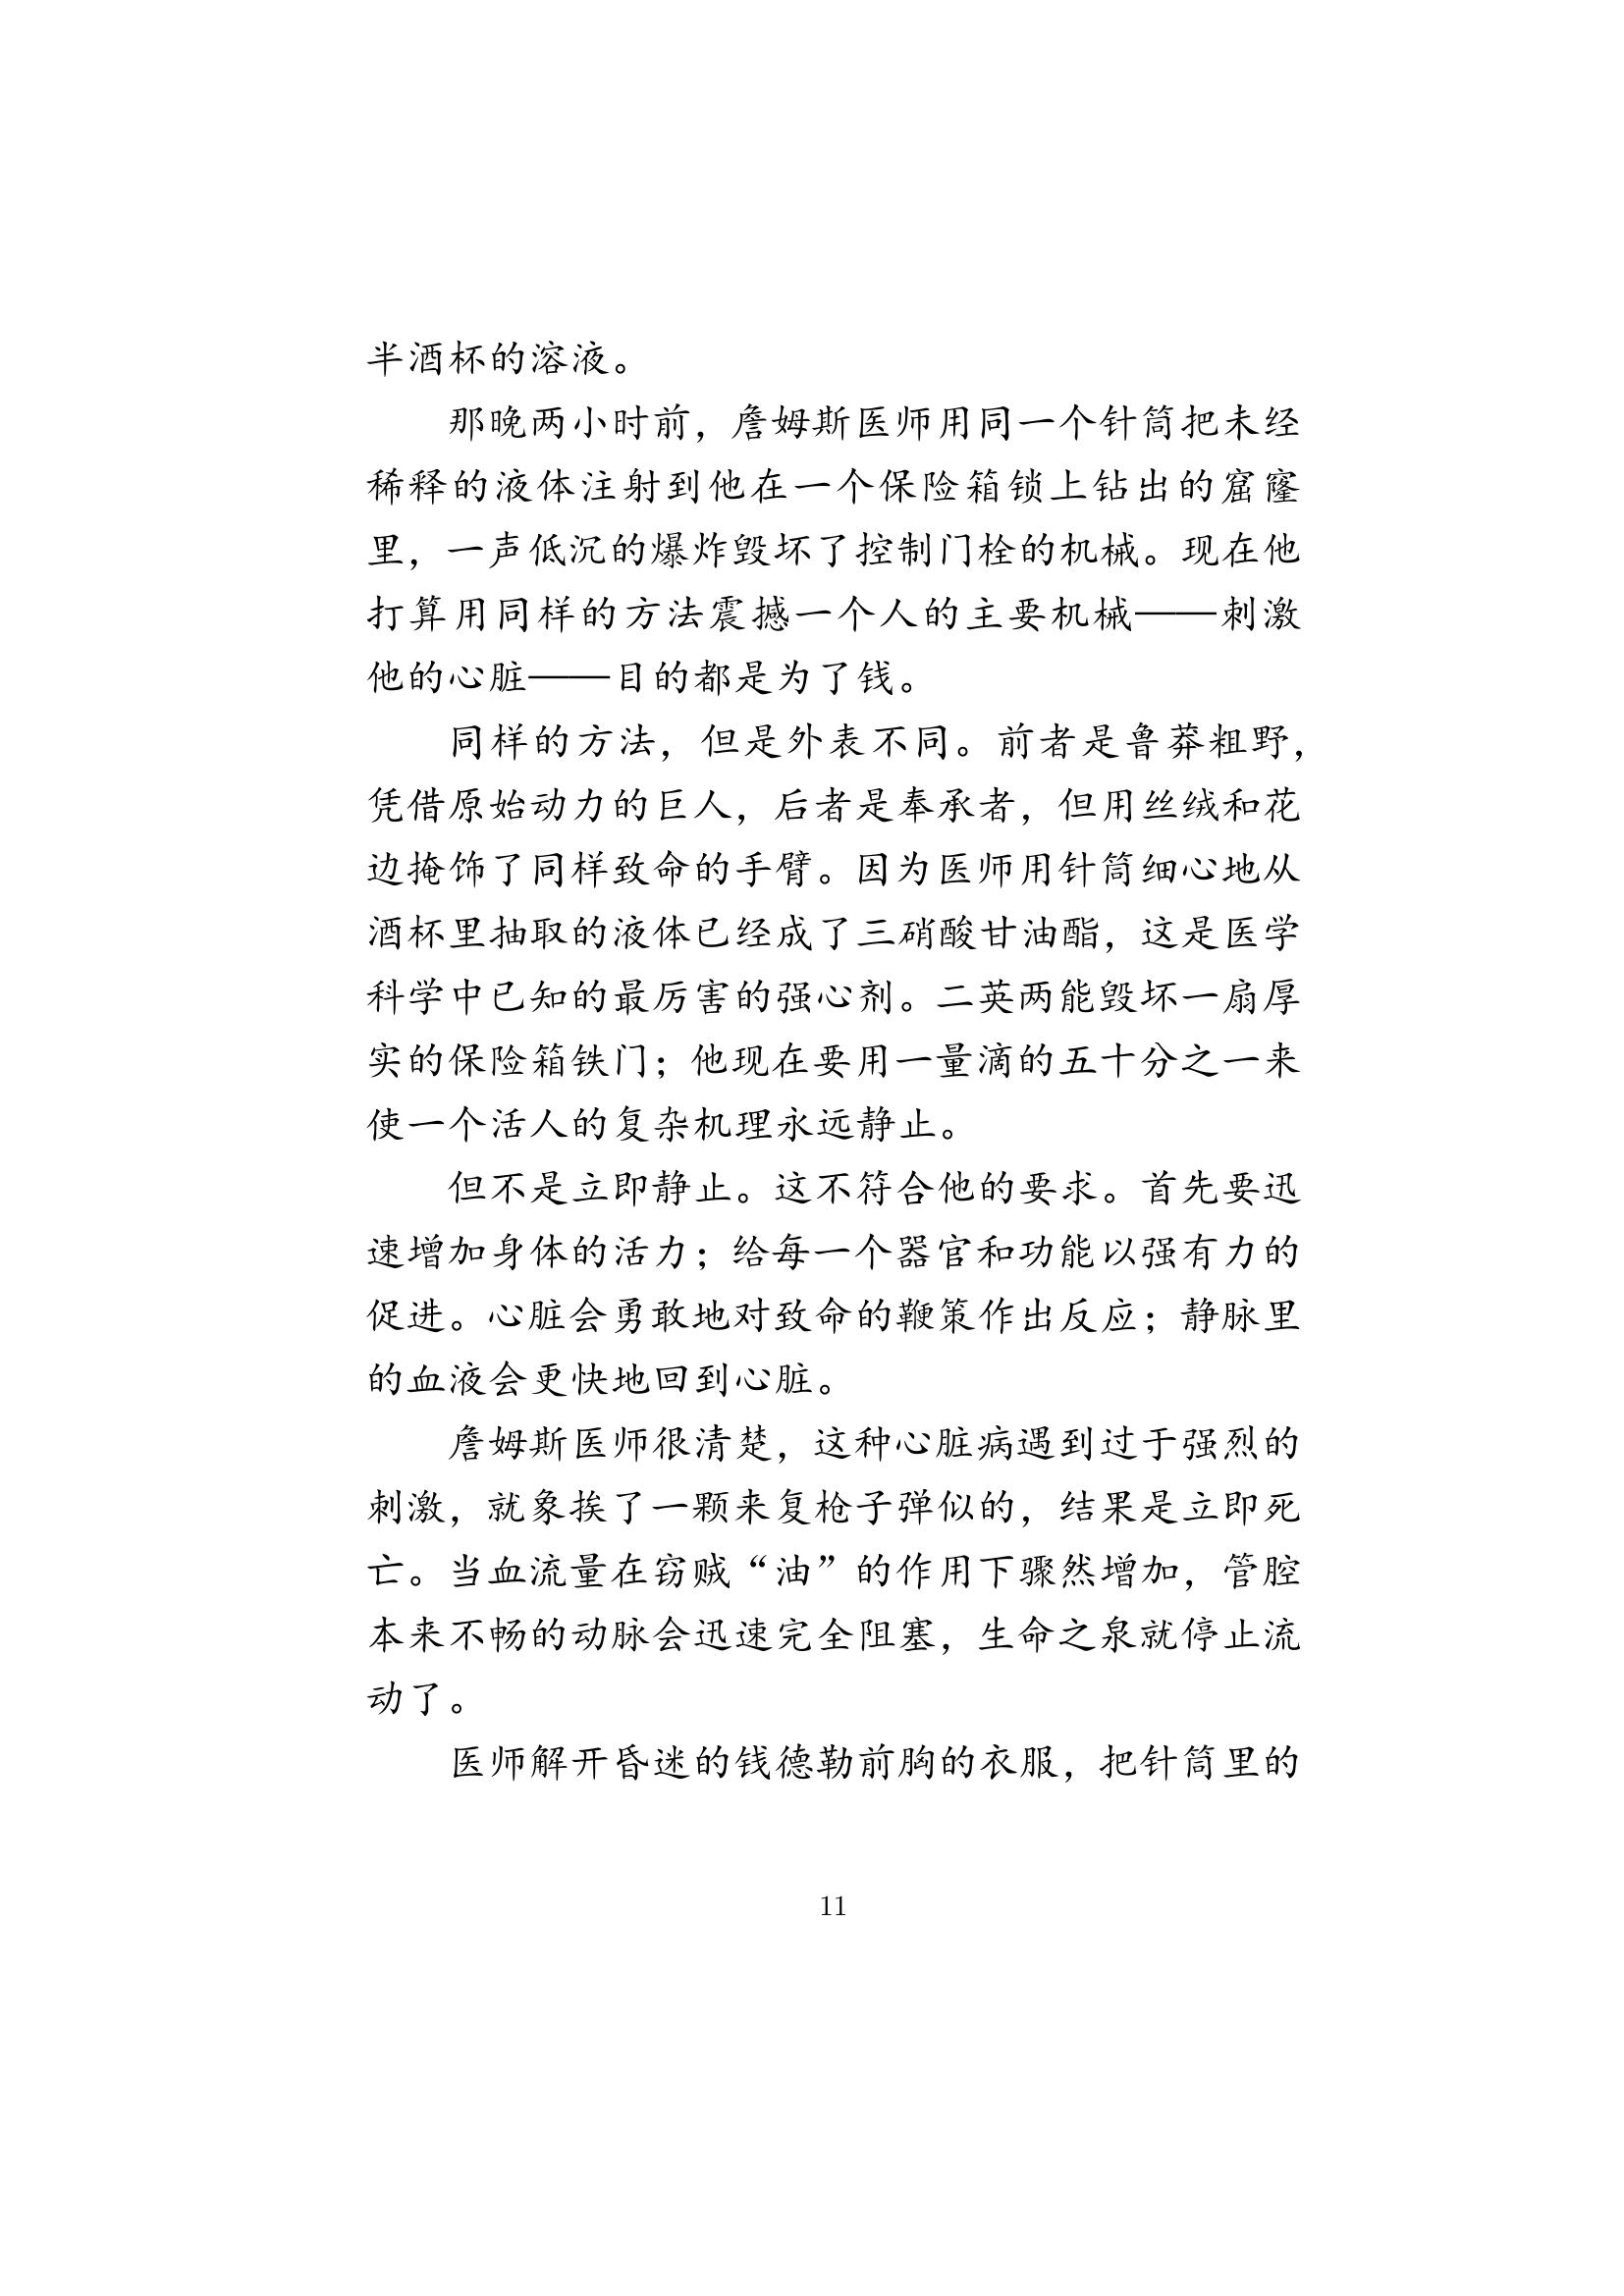 半酒杯的溶液。
那晚两小时前，詹姆斯医师用同一个针筒把未经
稀释的液体注射到他在一个保险箱锁上钻出的窟窿
里，一声低沉的爆炸毁坏了控制门栓的机械。现在他
打算用同样的方法震撼一个人的主要机械——刺激
他的心脏——目的都是为了钱。
同样的方法，但是外表不同。前者是鲁莽粗野，
凭借原始动力的巨人，后者是奉承者，但用丝绒和花
边掩饰了同样致命的手臂。因为医师用针筒细心地从
酒杯里抽取的液体已经成了三硝酸甘油酯，这是医学
科学中已知的最厉害的强心剂。二英两能毁坏一扇厚
实的保险箱铁门；他现在要用一量滴的五十分之一来
使一个活人的复杂机理永远静止。
但不是立即静止。这不符合他的要求。首先要迅
速增加身体的活力；给每一个器官和功能以强有力的
促进。心脏会勇敢地对致命的鞭策作出反应；静脉里
的血液会更快地回到心脏。
詹姆斯医师很清楚，这种心脏病遇到过于强烈的
刺激，就象挨了一颗来复枪子弹似的，结果是立即死
亡。当血流量在窃贼“油”的作用下骤然增加，管腔
本来不畅的动脉会迅速完全阻塞，生命之泉就停止流
动了。
医师解开昏迷的钱德勒前胸的衣服，把针筒里的
11